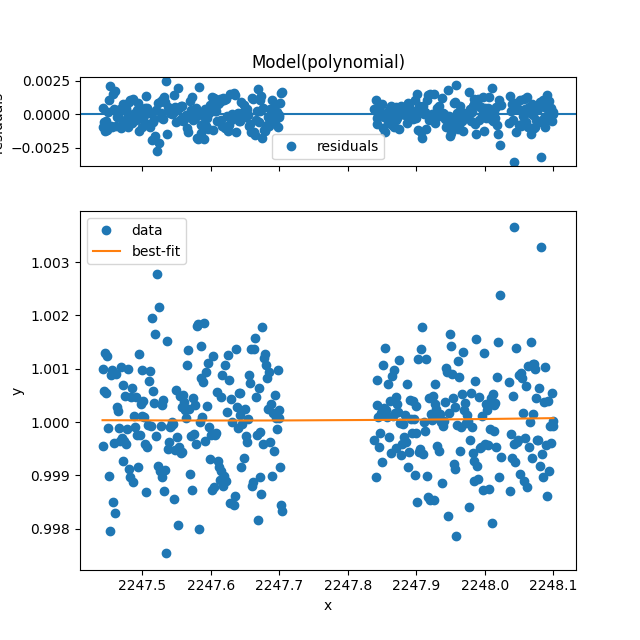 Model(polynomial)
0.0025
0.0000
−0.0025
residuals
residuals
data
best-fit
1.003
1.002
1.001
1.000
0.999
0.998
y
2247.5 2247.6 2247.7 2247.8 2247.9 2248.0 2248.1
x